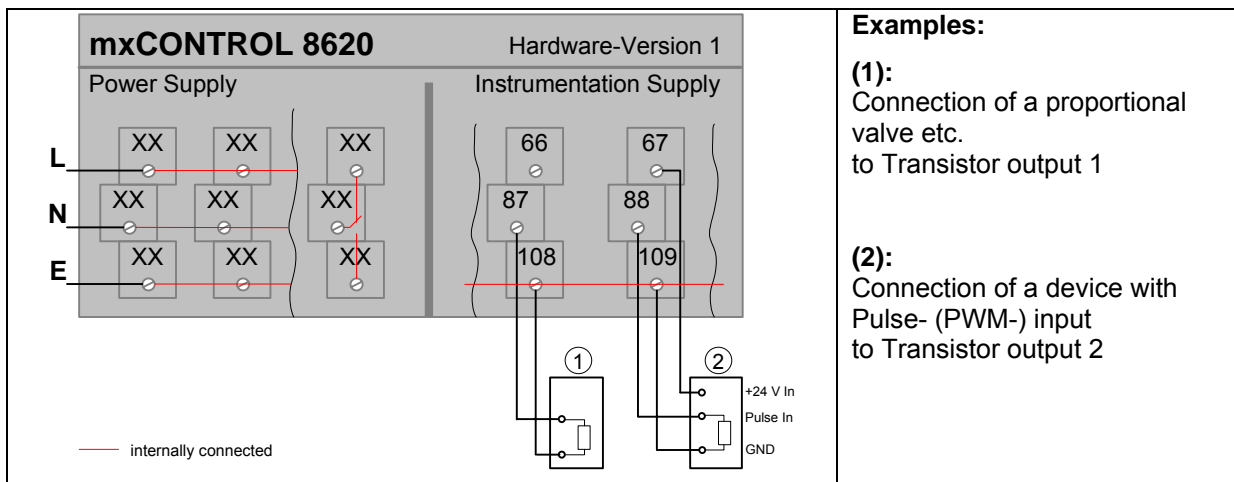 mxCONTROL 8620
Hardware-Version 1
Power Supply
Instrumentation Supply
XX XX XX 66 67
L
XX XX XX 87 88
N
XX XX XX 108 109
E
1 2
+24 V In
Pulse In
GND
internally connected
Examples:
(1):
Connection of a proportional
valve etc.
to Transistor output 1
(2):
Connection of a device with
Pulse- (PWM-) input
to Transistor output 2